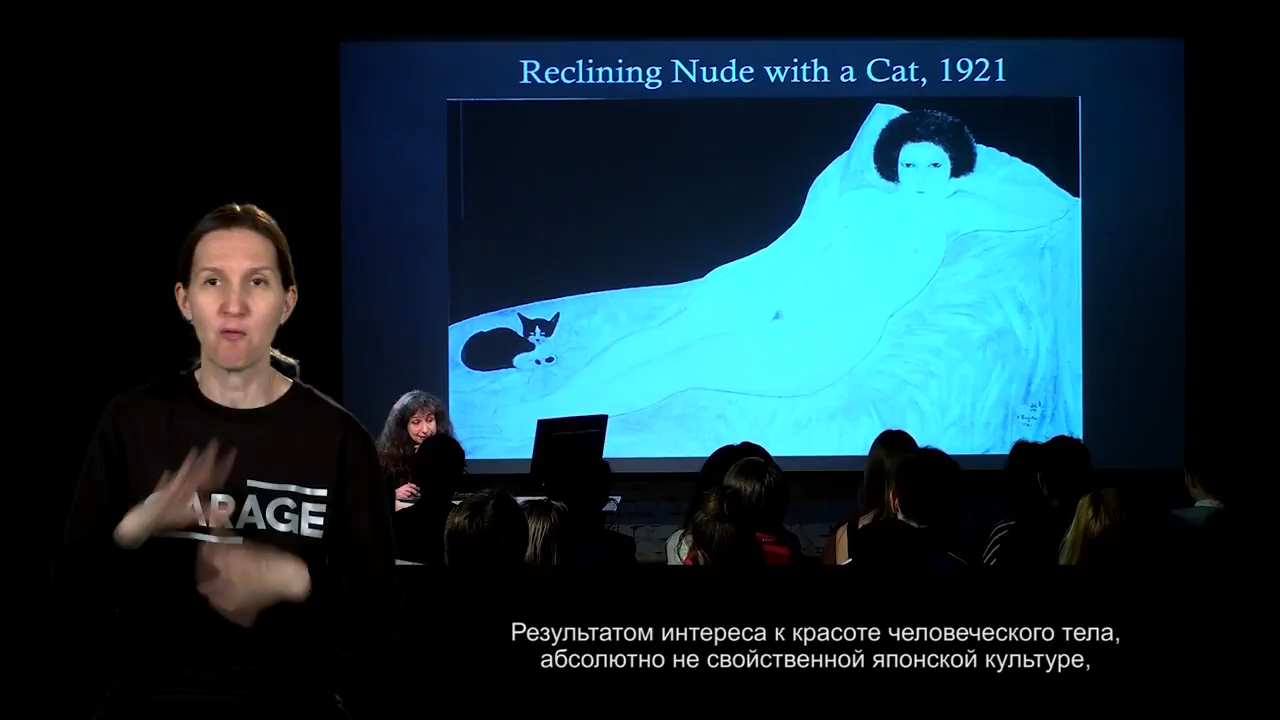 Reclining Nude with a Cat, 1921
ARAGE
Результатом интереса к красоте человеческого тела,
абсолютно не свойственной японской культуре,